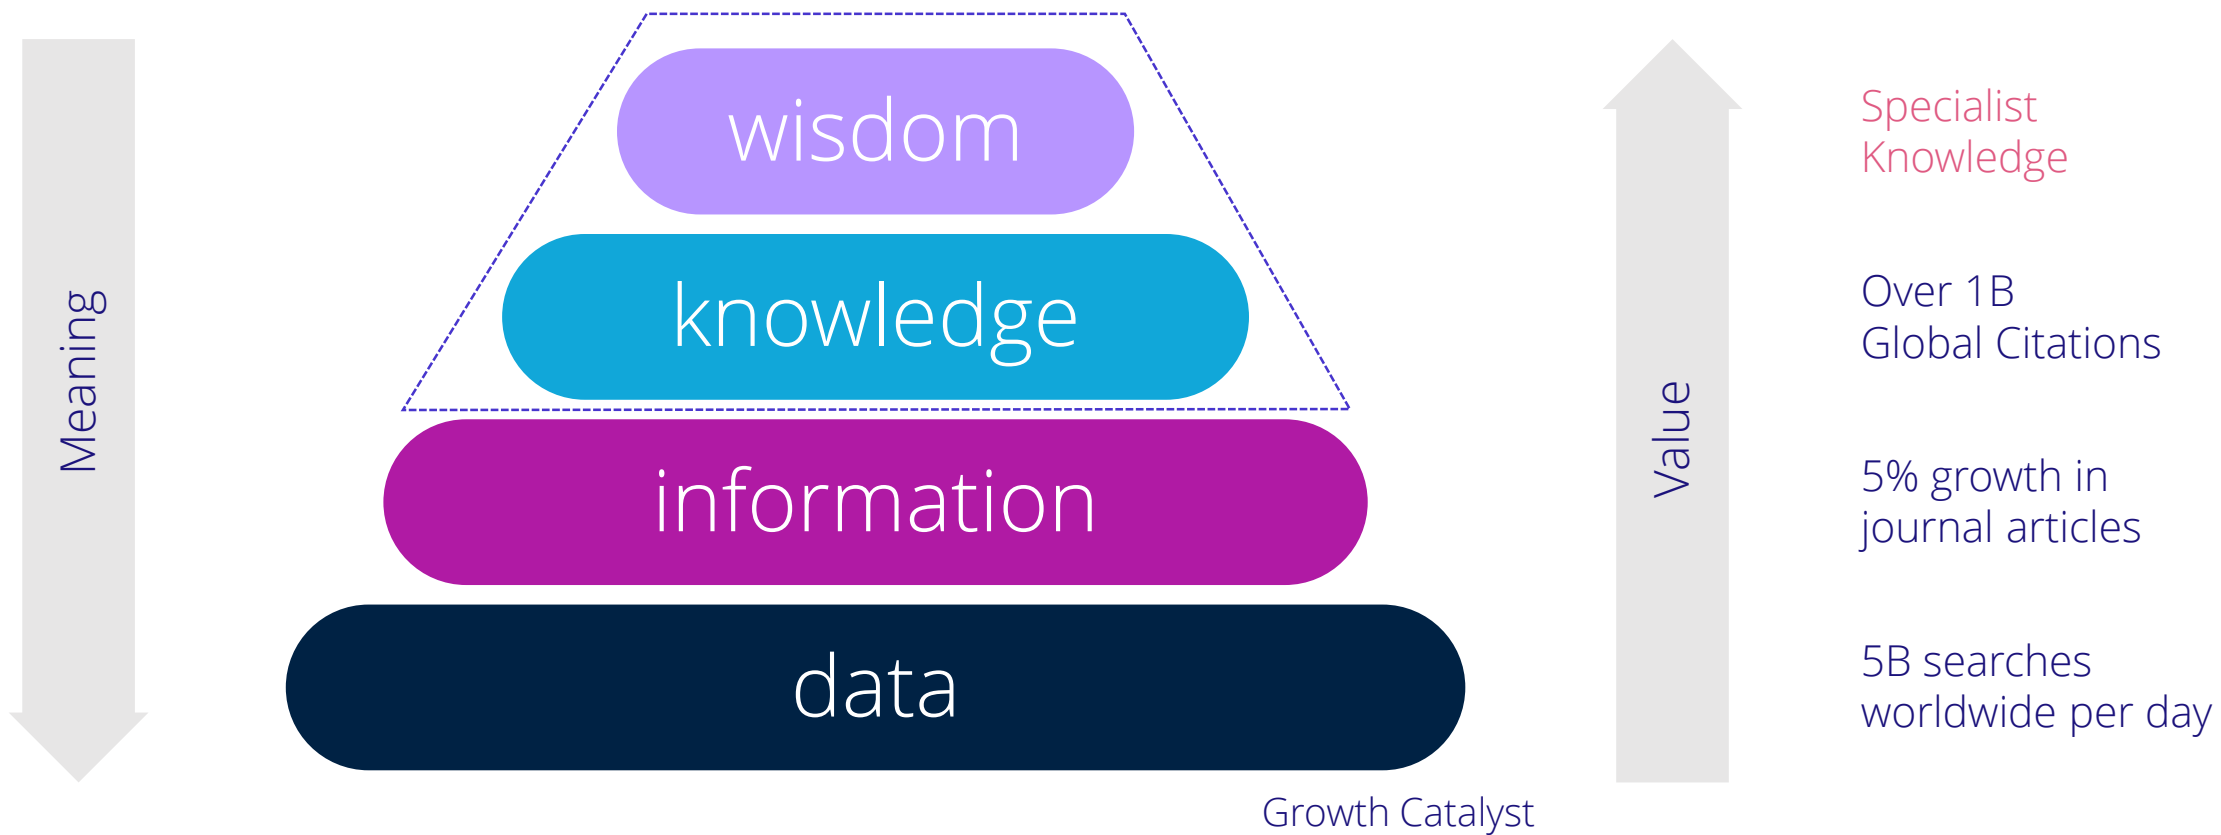 Meaning
wisdom
knowledge
information
data
Growth Catalyst
Value
Specialist
Knowledge
Over 1B
Global Citations
5% growth in
journal articles
5B searches
worldwide per day